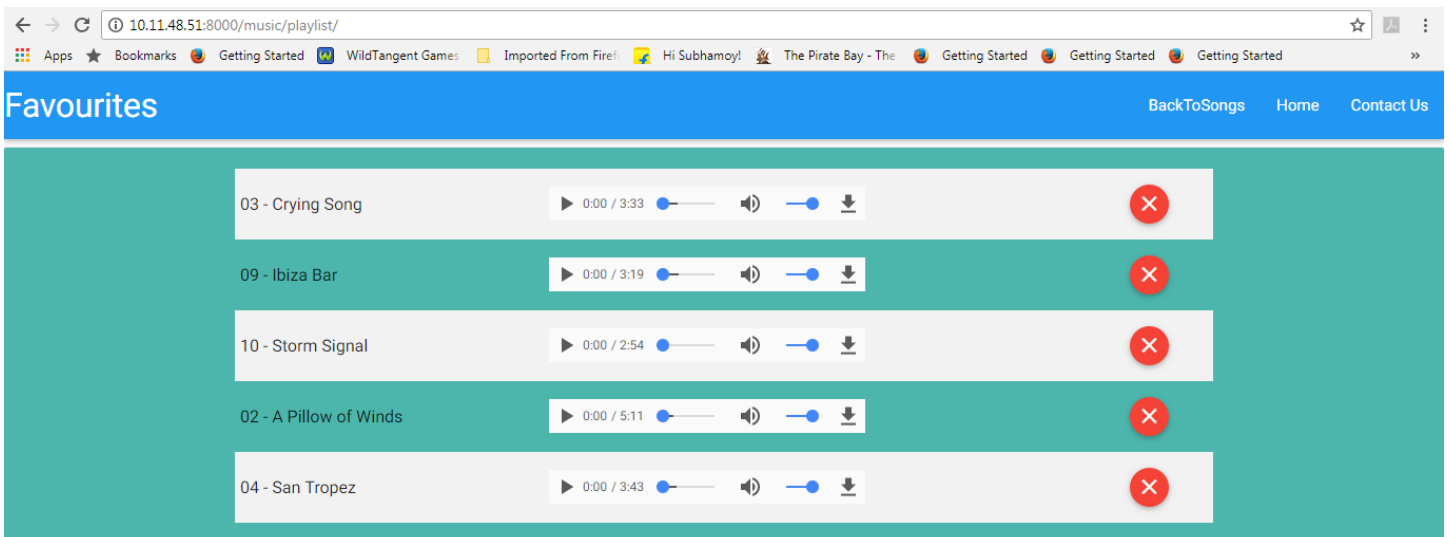 10.11.48.51:8000/music/playlist/
Apps Bookmarks Getting Started WildTangent Games Imported From Firef Hi Subhamoy! The Pirate Bay - The Getting Started Getting Started Getting Started »
Favourites BackToSongs Home Contact Us
03 - Crying Song 0:00 / 3:33
09 - Ibiza Bar 0:00 / 3:19
10 - Storm Signal 0:00 / 2:54
02 - A Pillow of Winds 0:00 / 5:11
04 - San Tropez 0:00 / 3:43